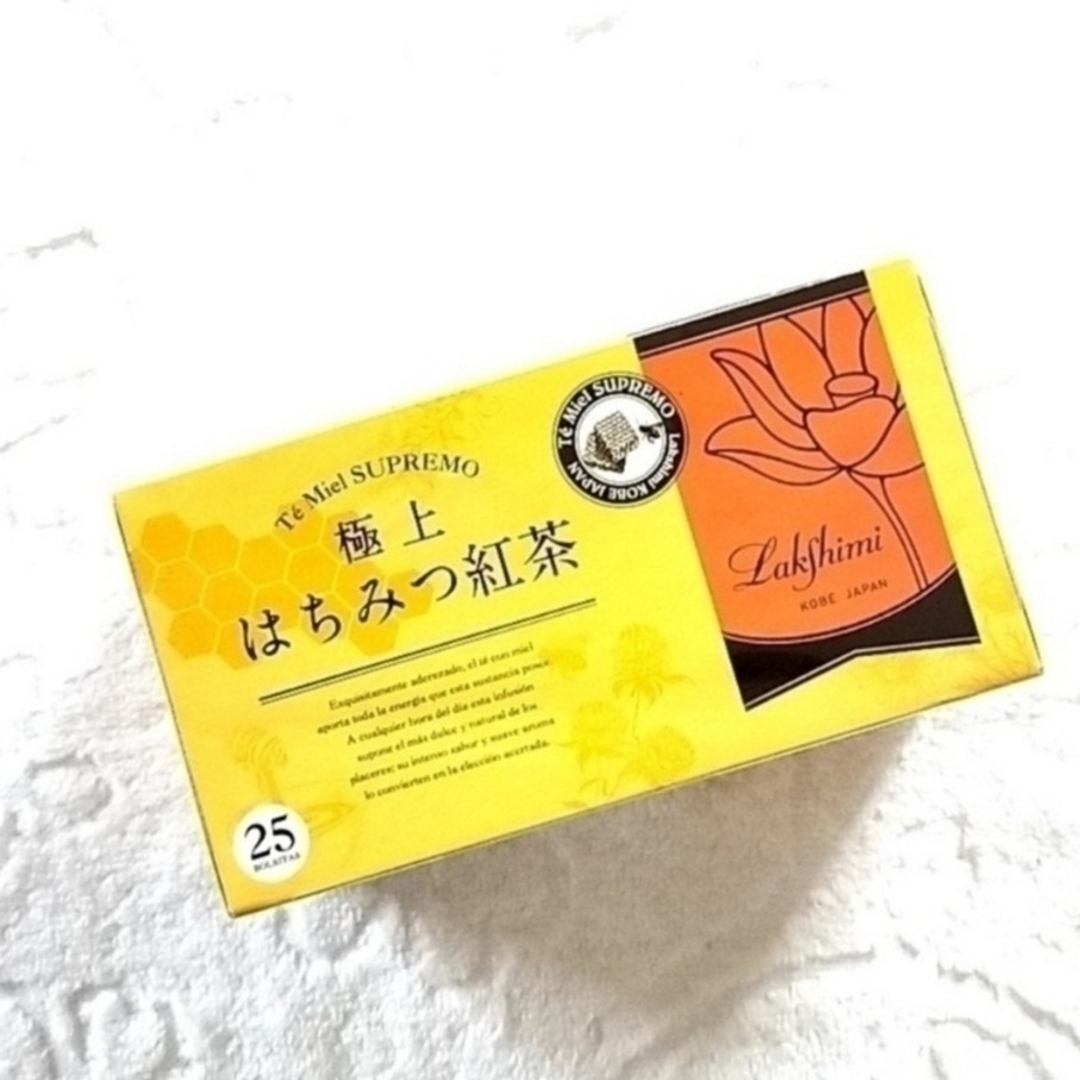 Té Miel SUPREMO
極上
はちみつ紅茶
Exquisitamente aderezado, el té con miel
aporta toda la energía que esta sustancia posee.
A cualquier hora del día esta infusión
supone el más dulce y natural de los
placeres: su intenso sabor y suave aroma
lo convierten en la elección acertada.
25
BOLSITAS
Té Miel SUPREMO
Lakshimi KOBE JAPAN
Lakshimi
KOBE JAPAN